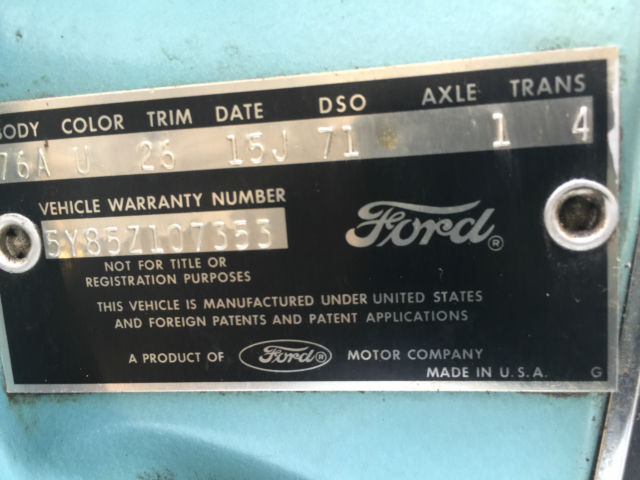 BODY COLOR TRIM DATE DSO AXLE TRANS
76A U 26 15J 71 1 4
VEHICLE WARRANTY NUMBER
5Y85Z107353
Ford®
NOT FOR TITLE OR
REGISTRATION PURPOSES
THIS VEHICLE IS MANUFACTURED UNDER UNITED STATES
AND FOREIGN PATENTS AND PATENT APPLICATIONS
A PRODUCT OF Ford® MOTOR COMPANY
MADE IN U.S.A. G